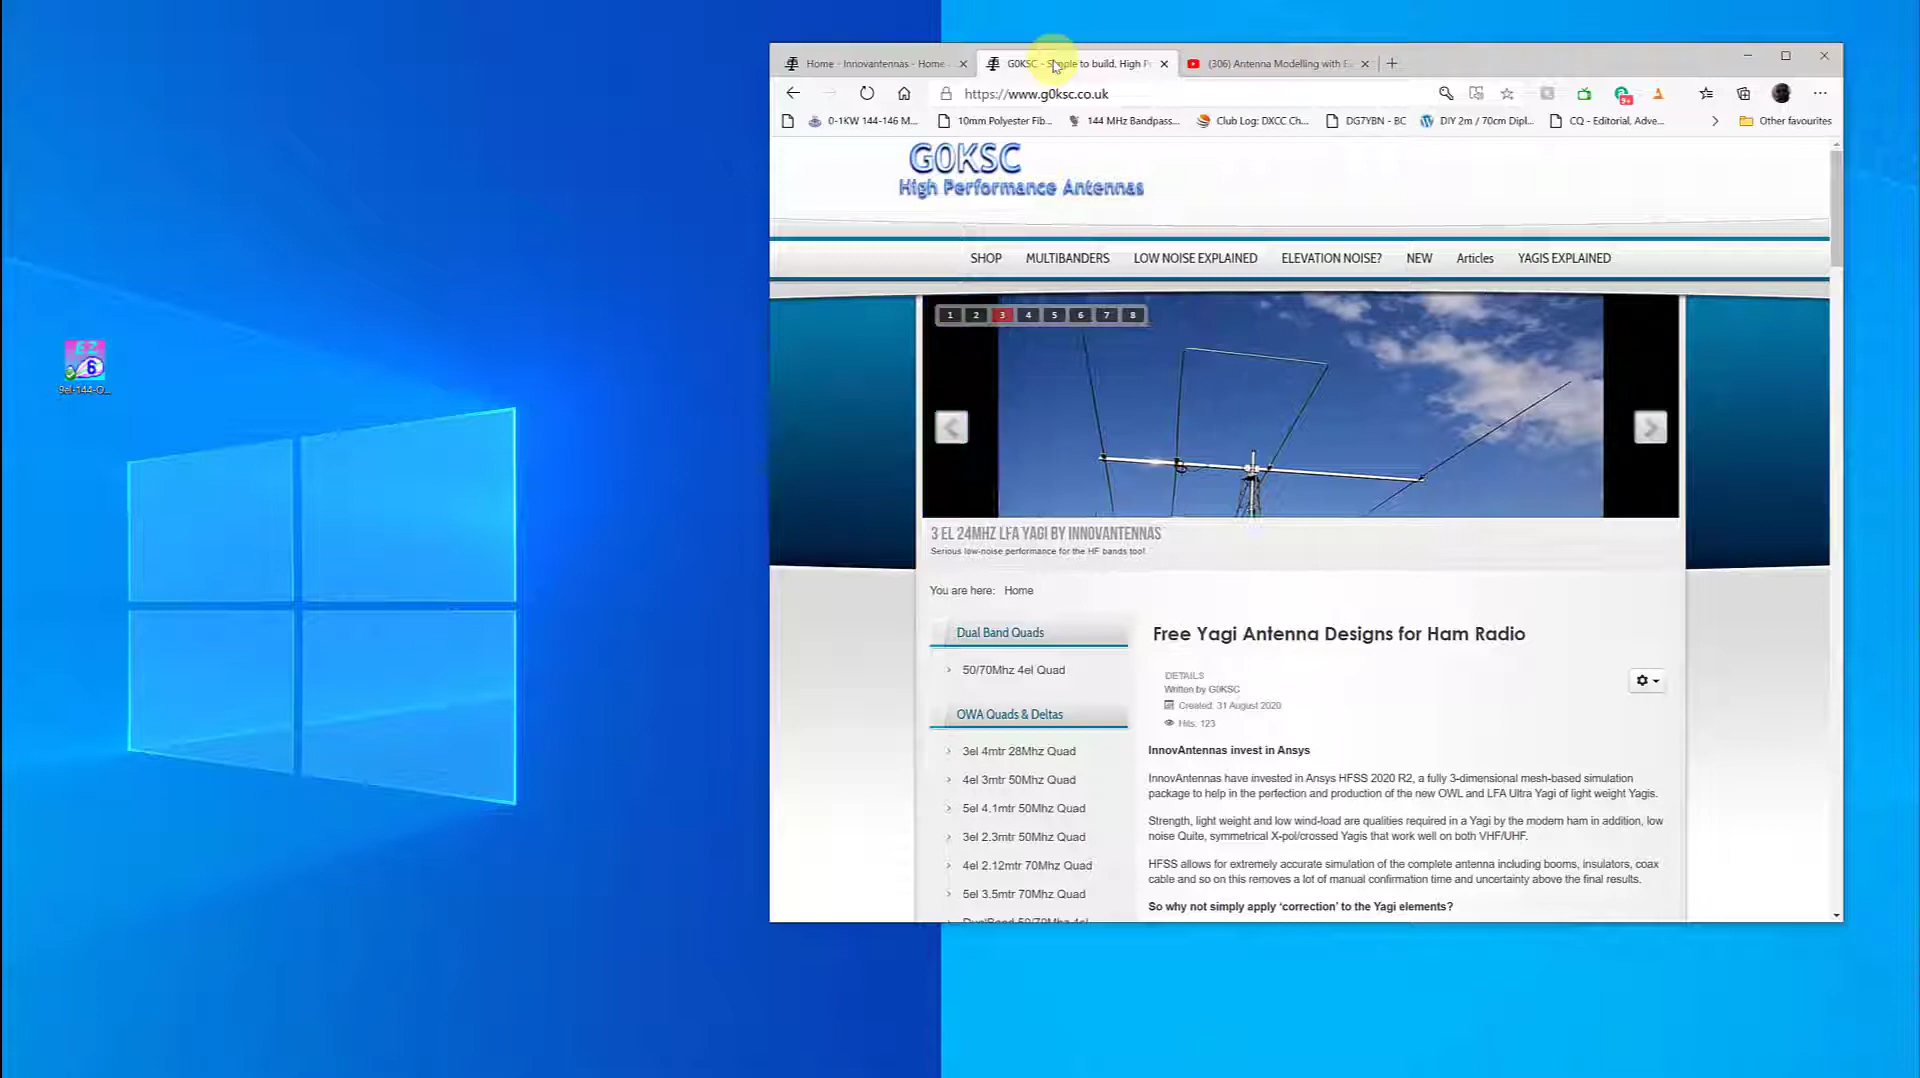 Home - Innovantennas - Home -
G0KSC - Simple to build, High P
(306) Antenna Modelling with E
https://www.g0ksc.co.uk
9+
0-1KW 144-146 M...
10mm Polyester Fib...
144 MHz Bandpass...
Club Log: DXCC Ch...
DG7YBN - BC
DIY 2m / 70cm Dipl...
CQ - Editorial, Adve...
Other favourites
G0KSC
High Performance Antennas
SHOP
MULTIBANDERS
LOW NOISE EXPLAINED
ELEVATION NOISE?
NEW
Articles
YAGIS EXPLAINED
1 2 3 4 5 6 7 8
EZ
6
9el-144-O...
3 EL 24MHZ LFA YAGI BY INNOVANTENNAS
Serious low-noise performance for the HF bands too!
You are here: Home
Dual Band Quads
50/70Mhz 4el Quad
OWA Quads & Deltas
3el 4mtr 28Mhz Quad
4el 3mtr 50Mhz Quad
5el 4.1mtr 50Mhz Quad
3el 2.3mtr 50Mhz Quad
4el 2.12mtr 70Mhz Quad
5el 3.5mtr 70Mhz Quad
DualBand 50/70Mhz 4el
Free Yagi Antenna Designs for Ham Radio
DETAILS
Written by G0KSC
Created: 31 August 2020
Hits: 123
InnovAntennas invest in Ansys
InnovAntennas have invested in Ansys HFSS 2020 R2, a fully 3-dimensional mesh-based simulation
package to help in the perfection and production of the new OWL and LFA Ultra Yagi of light weight Yagis.
Strength, light weight and low wind-load are qualities required in a Yagi by the modern ham in addition, low
noise Quite, symmetrical X-pol/crossed Yagis that work well on both VHF/UHF.
HFSS allows for extremely accurate simulation of the complete antenna including booms, insulators, coax
cable and so on this removes a lot of manual confirmation time and uncertainty above the final results.
So why not simply apply ‘correction’ to the Yagi elements?